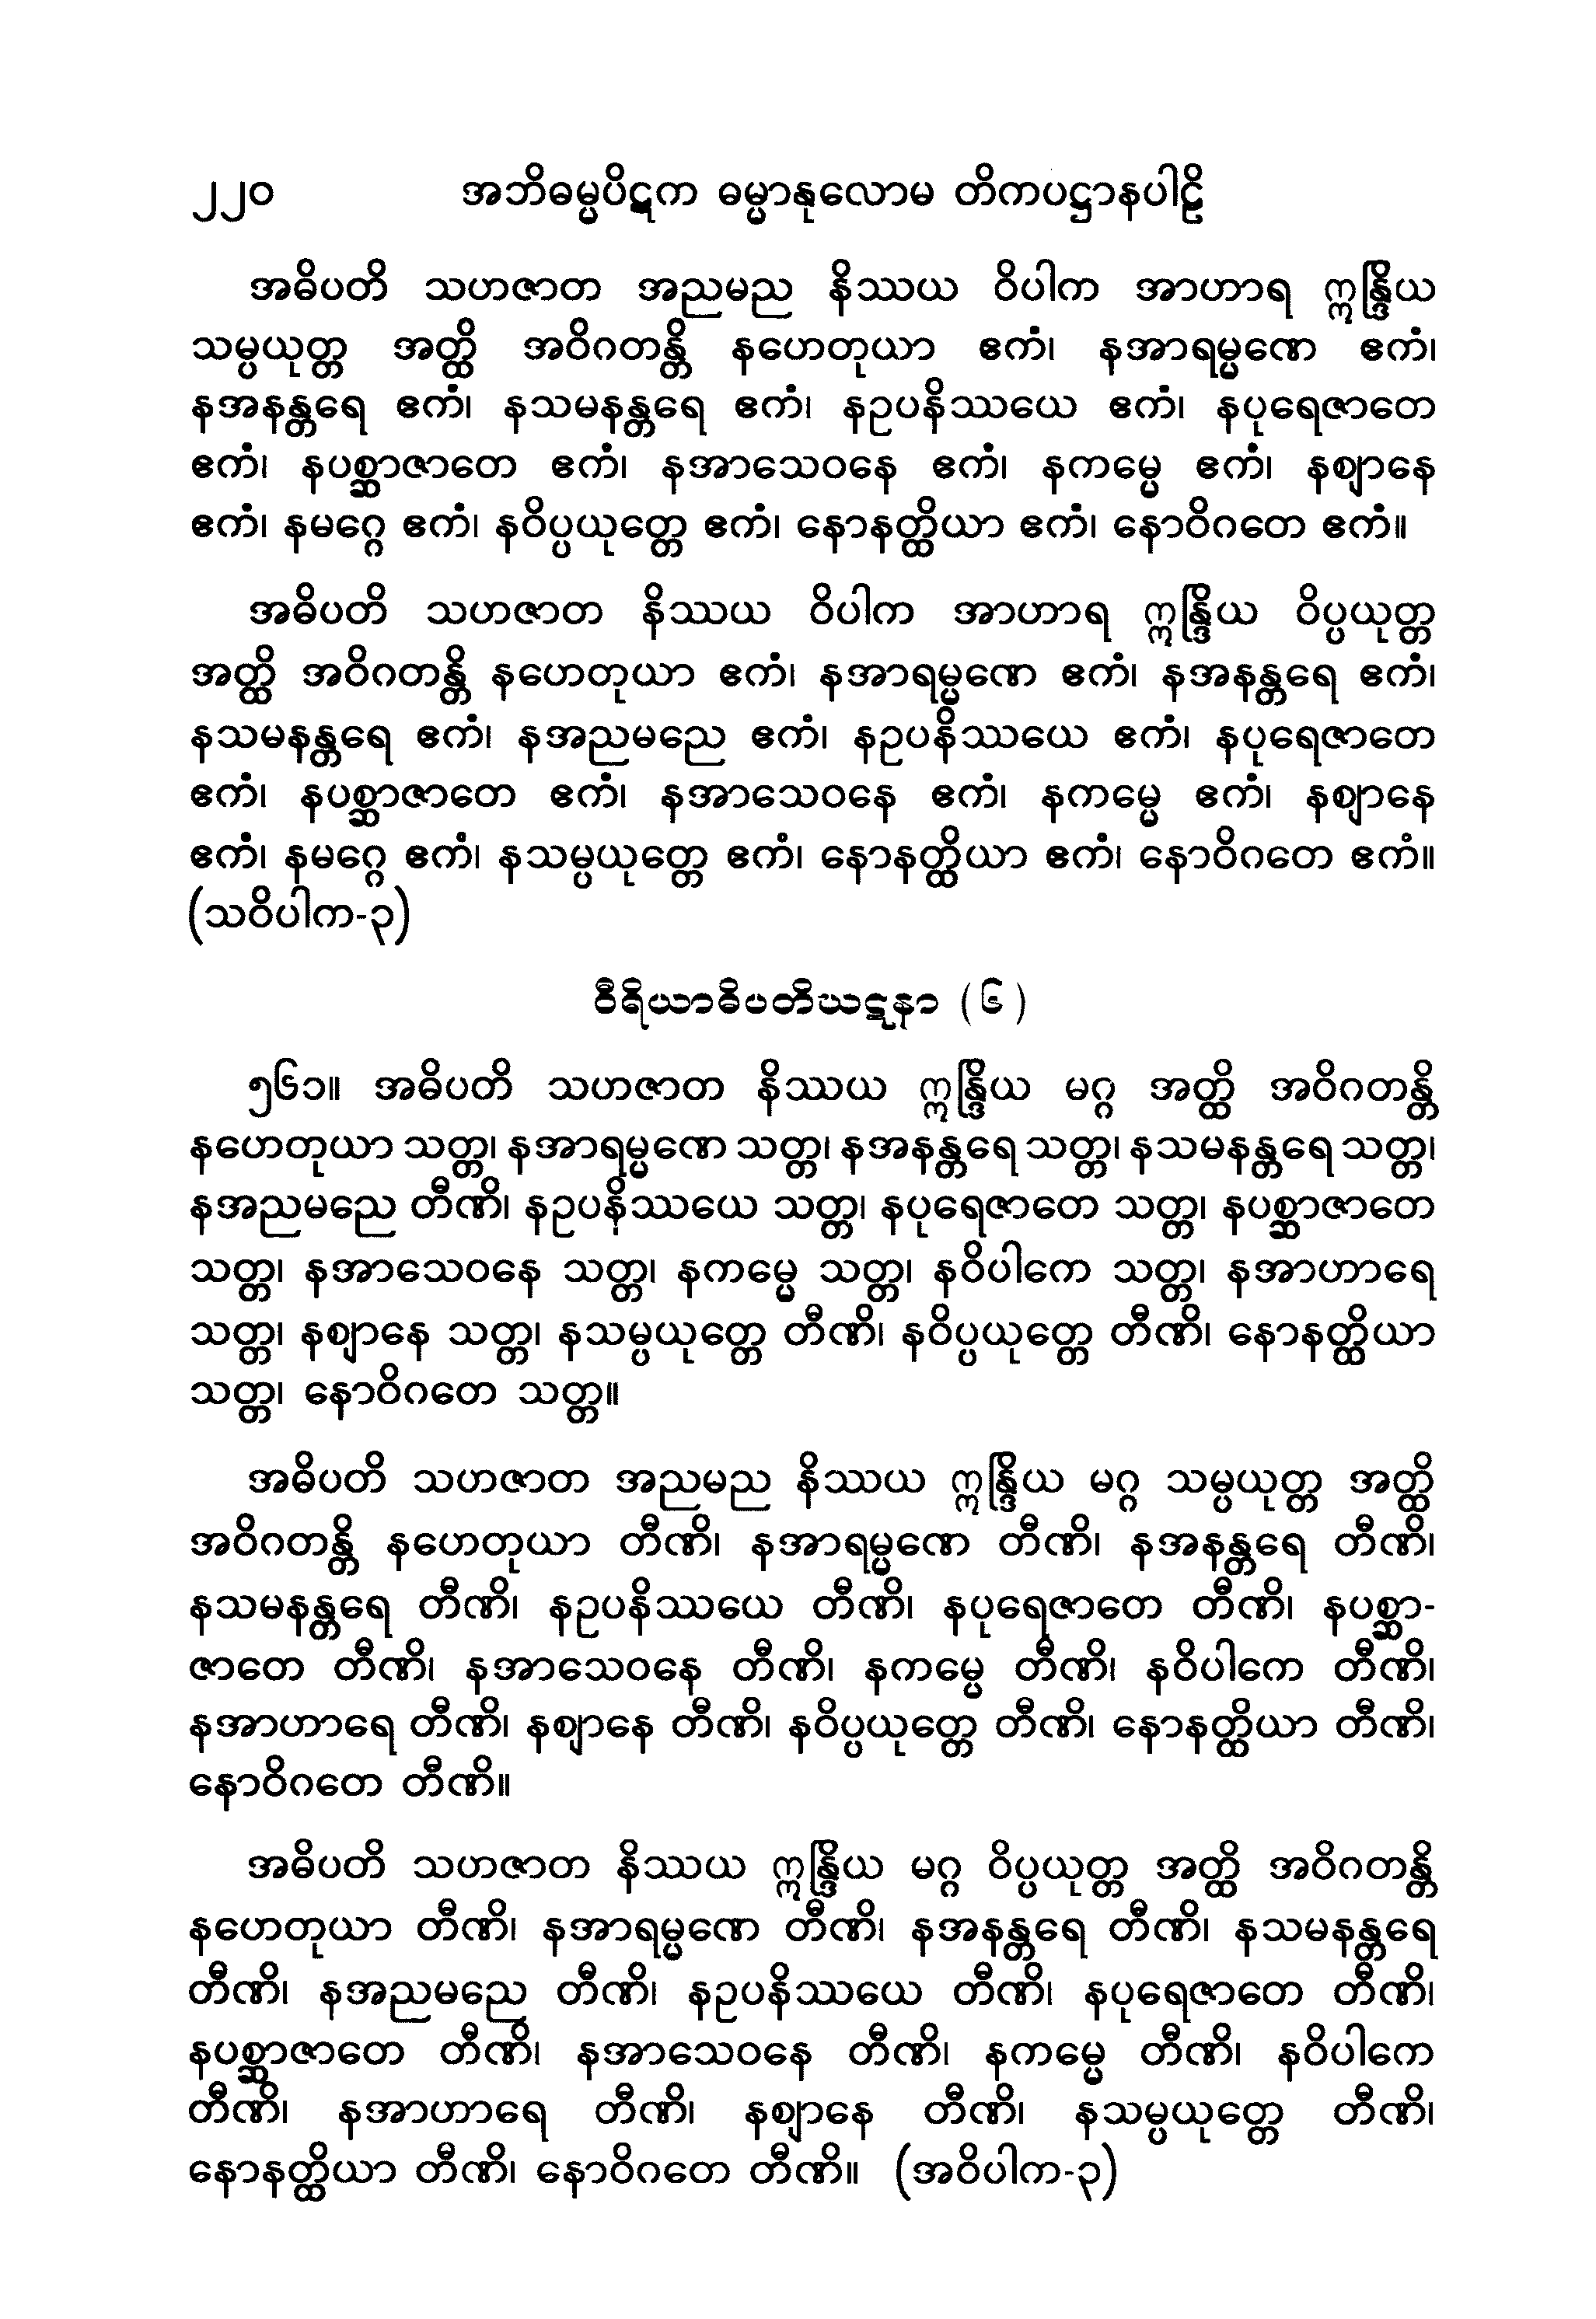 ၂၂၀ အဘိဓမ္မပိဋက ဓမ္မာနုလောမ တိကပဋ္ဌာနပါဠိ
အဓိပတိ သဟဇာတ အညမည နိဿယ ဝိပါက အာဟာရ ဣန္ဒြိယ
သမ္ပယုတ္တ အတ္ထိ အဝိဂတန္တိ နဟေတုယာ ဧကံ၊ နအာရမ္မဏေ ဧကံ၊
နအနန္တရေ ဧကံ၊ နသမနန္တရေ ဧကံ၊ နဥပနိဿယေ ဧကံ၊ နပုရေဇာတေ
ဧကံ၊ နပစ္ဆာဇာတေ ဧကံ၊ နအာသေဝနေ ဧကံ၊ နကမ္မေ ဧကံ၊ နဈာနေ
ဧကံ၊ နမဂ္ဂေ ဧကံ၊ နဝိပ္ပယုတ္တေ ဧကံ၊ နောနတ္ထိယာ ဧကံ၊ နောဝိဂတေ ဧကံ။
အဓိပတိ သဟဇာတ နိဿယ ဝိပါက အာဟာရ ဣန္ဒြိယ ဝိပ္ပယုတ္တ
အတ္ထိ အဝိဂတန္တိ နဟေတုယာ ဧကံ၊ နအာရမ္မဏေ ဧကံ၊ နအနန္တရေ ဧကံ၊
နသမနန္တရေ ဧကံ၊ နအညမညေ ဧကံ၊ နဥပနိဿယေ ဧကံ၊ နပုရေဇာတေ
ဧကံ၊ နပစ္ဆာဇာတေ ဧကံ၊ နအာသေဝနေ ဧကံ၊ နကမ္မေ ဧကံ၊ နဈာနေ
ဧကံ၊ နမဂ္ဂေ ဧကံ၊ နသမ္ပယုတ္တေ ဧကံ၊ နောနတ္ထိယာ ဧကံ၊ နောဝိဂတေ ဧကံ။
(သဝိပါက-၃)
ဝီရိယာဓိပတိဃဋနာ (၆)
၅၆၁။ အဓိပတိ သဟဇာတ နိဿယ ဣန္ဒြိယ မဂ္ဂ အတ္ထိ အဝိဂတန္တိ
နဟေတုယာ သတ္တ၊ နအာရမ္မဏေ သတ္တ၊ နအနန္တရေ သတ္တ၊ နသမနန္တရေ သတ္တ၊
နအညမညေ တီဏိ၊ နဥပနိဿယေ သတ္တ၊ နပုရေဇာတေ သတ္တ၊ နပစ္ဆာဇာတေ
သတ္တ၊ နအာသေဝနေ သတ္တ၊ နကမ္မေ သတ္တ၊ နဝိပါကေ သတ္တ၊ နအာဟာရေ
သတ္တ၊ နဈာနေ သတ္တ၊ နသမ္ပယုတ္တေ တီဏိ၊ နဝိပ္ပယုတ္တေ တီဏိ၊ နောနတ္ထိယာ
သတ္တ၊ နောဝိဂတေ သတ္တ။
အဓိပတိ သဟဇာတ အညမည နိဿယ ဣန္ဒြိယ မဂ္ဂ သမ္ပယုတ္တ အတ္ထိ
အဝိဂတန္တိ နဟေတုယာ တီဏိ၊ နအာရမ္မဏေ တီဏိ၊ နအနန္တရေ တီဏိ၊
နသမနန္တရေ တီဏိ၊ နဥပနိဿယေ တီဏိ၊ နပုရေဇာတေ တီဏိ၊ နပစ္ဆာ-
ဇာတေ တီဏိ၊ နအာသေဝနေ တီဏိ၊ နကမ္မေ တီဏိ၊ နဝိပါကေ တီဏိ၊
နအာဟာရေ တီဏိ၊ နဈာနေ တီဏိ၊ နဝိပ္ပယုတ္တေ တီဏိ၊ နောနတ္ထိယာ တီဏိ၊
နောဝိဂတေ တီဏိ။
အဓိပတိ သဟဇာတ နိဿယ ဣန္ဒြိယ မဂ္ဂ ဝိပ္ပယုတ္တ အတ္ထိ အဝိဂတန္တိ
နဟေတုယာ တီဏိ၊ နအာရမ္မဏေ တီဏိ၊ နအနန္တရေ တီဏိ၊ နသမနန္တရေ
တီဏိ၊ နအညမညေ တီဏိ၊ နဥပနိဿယေ တီဏိ၊ နပုရေဇာတေ တီဏိ၊
နပစ္ဆာဇာတေ တီဏိ၊ နအာသေဝနေ တီဏိ၊ နကမ္မေ တီဏိ၊ နဝိပါကေ
တီဏိ၊ နအာဟာရေ တီဏိ၊ နဈာနေ တီဏိ၊ နသမ္ပယုတ္တေ တီဏိ၊
နောနတ္ထိယာ တီဏိ၊ နောဝိဂတေ တီဏိ။ (အဝိပါက-၃)